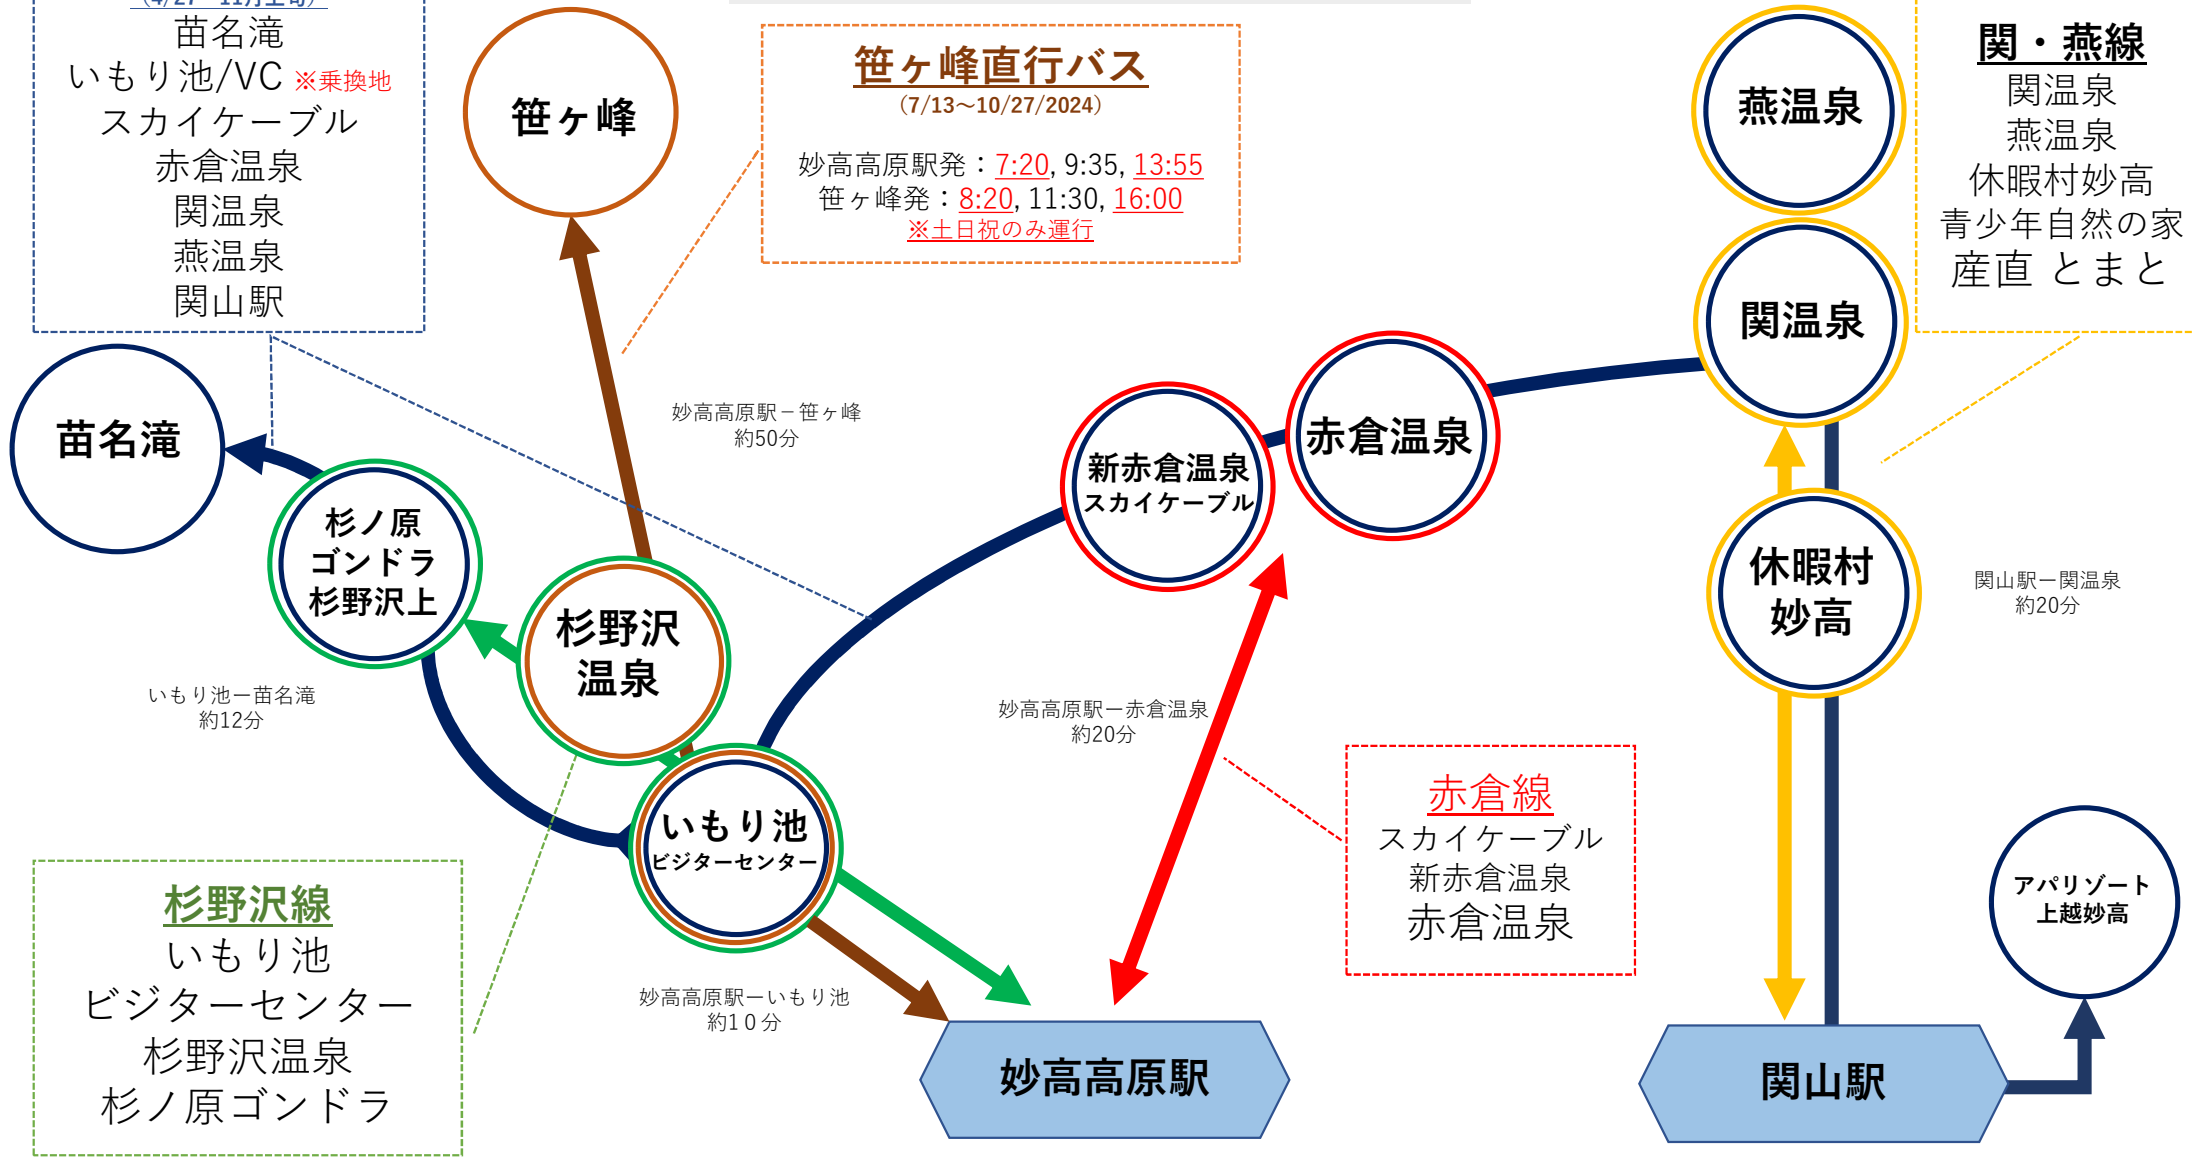 (4/27～11月上旬)
苗名滝
いもり池/VC ※乗換地
スカイケーブル
赤倉温泉
関温泉
燕温泉
関山駅
笹ヶ峰
笹ヶ峰直行バス
（7/13～10/27/2024）
妙高高原駅発：7:20, 9:35, 13:55
笹ヶ峰発：8:20, 11:30, 16:00
※土日祝のみ運行
燕温泉
関・燕線
関温泉
燕温泉
休暇村妙高
青少年自然の家
産直 とまと
関温泉
苗名滝
妙高高原駅－笹ヶ峰
約50分
新赤倉温泉
スカイケーブル
赤倉温泉
杉ノ原
ゴンドラ
杉野沢上
杉野沢
温泉
休暇村
妙高
関山駅ー関温泉
約20分
いもり池ー苗名滝
約12分
妙高高原駅ー赤倉温泉
約20分
いもり池
ビジターセンター
赤倉線
スカイケーブル
新赤倉温泉
赤倉温泉
アパリゾート
上越妙高
杉野沢線
いもり池
ビジターセンター
杉野沢温泉
杉ノ原ゴンドラ
妙高高原駅ーいもり池
約1０分
妙高高原駅
関山駅